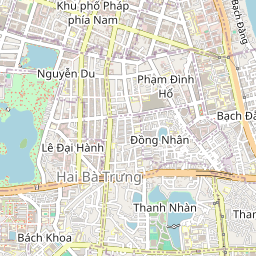 Khu phố Pháp
phía Nam
Bạch Đằng
Nguyễn Du
Phạm Đình
Hổ
Bạch Đằ
Lê Đại Hành
Đồng Nhân
Hai Bà Trưng
Thanh Nhàn
Than
Bách Khoa